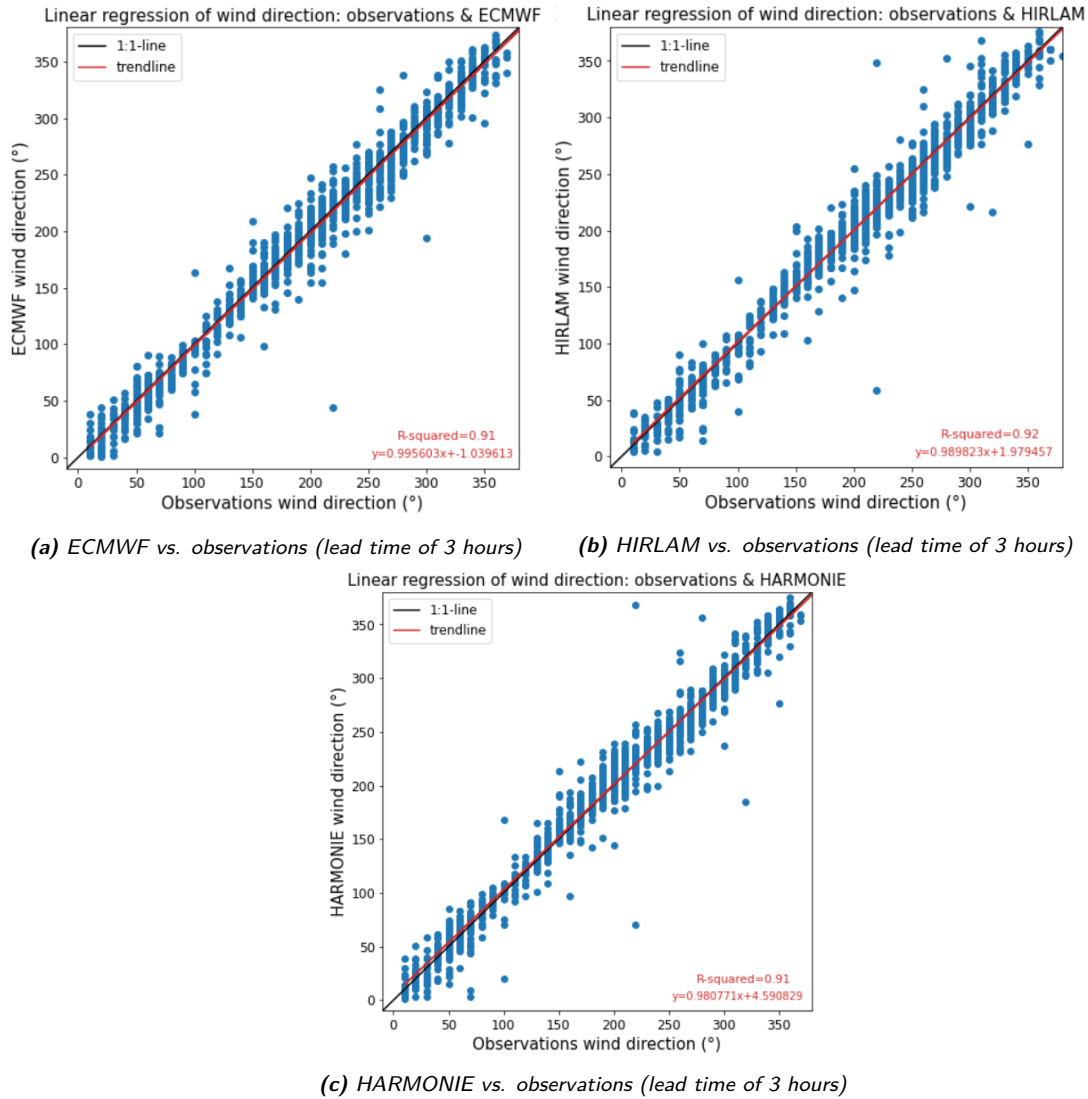 Linear regression of wind direction: observations & ECMWF
1:1-line
trendline
ECMWF wind direction (°)
350
300
250
200
150
100
50
0
R-squared=0.91
y=0.995603x+-1.039613
0 50 100 150 200 250 300 350
Observations wind direction (°)
(a) ECMWF vs. observations (lead time of 3 hours)
Linear regression of wind direction: observations & HIRLAM
1:1-line
trendline
HIRLAM wind direction (°)
350
300
250
200
150
100
50
0
R-squared=0.92
y=0.989823x+1.979457
0 50 100 150 200 250 300 350
Observations wind direction (°)
(b) HIRLAM vs. observations (lead time of 3 hours)
Linear regression of wind direction: observations & HARMONIE
1:1-line
trendline
HARMONIE wind direction (°)
350
300
250
200
150
100
50
0
R-squared=0.91
y=0.980771x+4.590829
0 50 100 150 200 250 300 350
Observations wind direction (°)
(c) HARMONIE vs. observations (lead time of 3 hours)